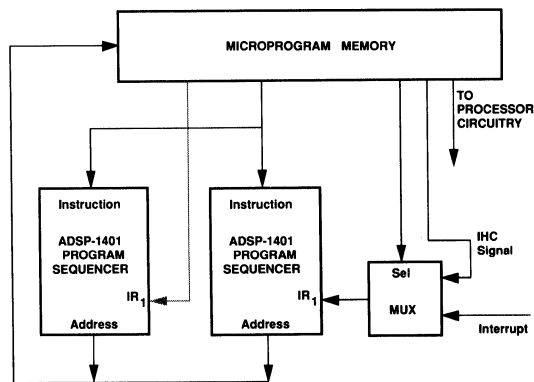 MICROPROGRAM MEMORY
TO
PROCESSOR
CIRCUITRY
Instruction
ADSP-1401
PROGRAM
SEQUENCER
IR1
Address
Instruction
ADSP-1401
PROGRAM
SEQUENCER
IR1
Address
IHC
Signal
Sel
MUX
Interrupt